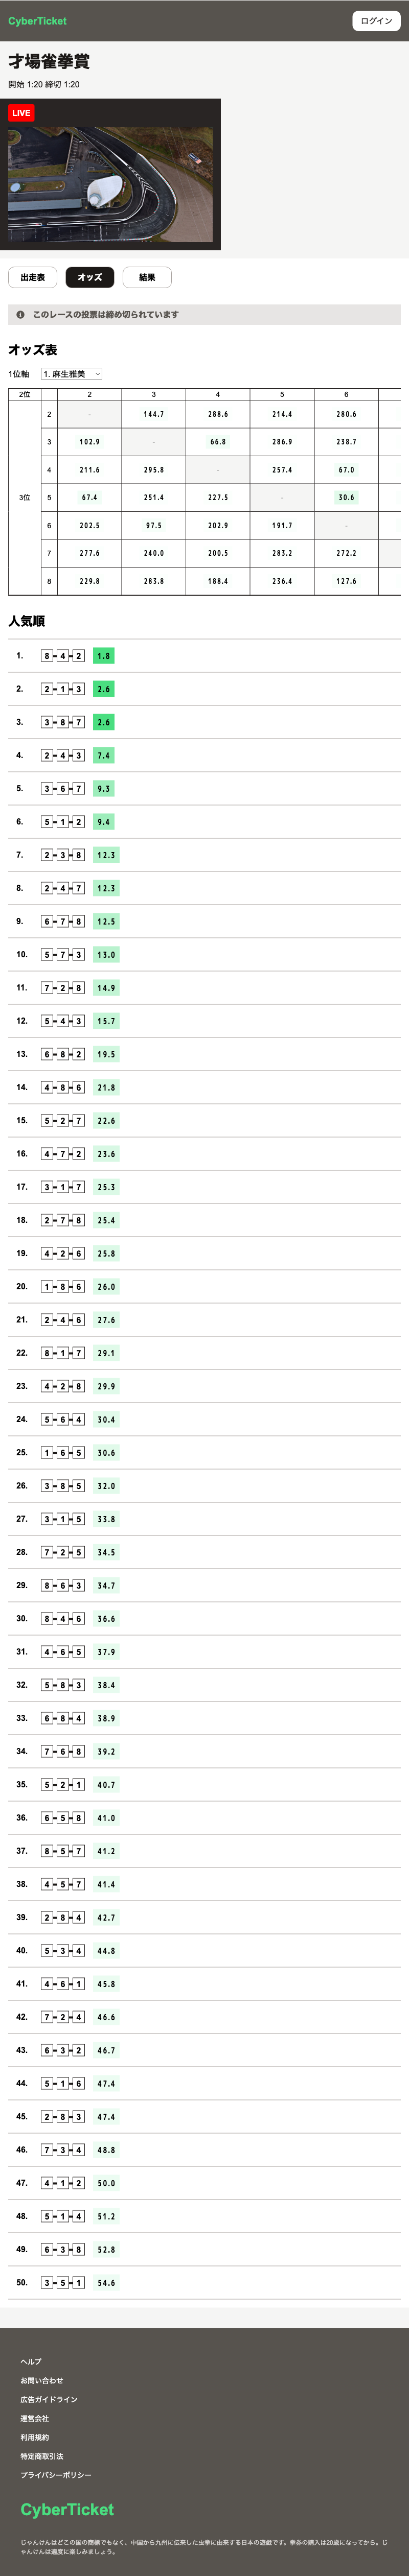 CyberTicket
ログイン
才場雀拳賞
開始 1:20 締切 1:20
LIVE
出走表 オッズ 結果
このレースの投票は締め切られています
オッズ表
1位軸 1. 麻生雅美
2位 2 3 4 5 6
2 - 144.7 288.6 214.4 280.6
3 102.9 - 66.8 286.9 238.7
4 211.6 295.8 - 257.4 67.0
3位 5 67.4 251.4 227.5 - 30.6
6 202.5 97.5 202.9 191.7 -
7 277.6 240.0 200.5 283.2 272.2
8 229.8 283.8 188.4 236.4 127.6
人気順
1. 8-4-2 1.8
2. 2-1-3 2.6
3. 3-8-7 2.6
4. 2-4-3 7.4
5. 3-6-7 9.3
6. 5-1-2 9.4
7. 2-3-8 12.3
8. 2-4-7 12.3
9. 6-7-8 12.5
10. 5-7-3 13.0
11. 7-2-8 14.9
12. 5-4-3 15.7
13. 6-8-2 19.5
14. 4-8-6 21.8
15. 5-2-7 22.6
16. 4-7-2 23.6
17. 3-1-7 25.3
18. 2-7-8 25.4
19. 4-2-6 25.8
20. 1-8-6 26.0
21. 2-4-6 27.6
22. 8-1-7 29.1
23. 4-2-8 29.9
24. 5-6-4 30.4
25. 1-6-5 30.6
26. 3-8-5 32.0
27. 3-1-5 33.8
28. 7-2-5 34.5
29. 8-6-3 34.7
30. 8-4-6 36.6
31. 4-6-5 37.9
32. 5-8-3 38.4
33. 6-8-4 38.9
34. 7-6-8 39.2
35. 5-2-1 40.7
36. 6-5-8 41.0
37. 8-5-7 41.2
38. 4-5-7 41.4
39. 2-8-4 42.7
40. 5-3-4 44.8
41. 4-6-1 45.8
42. 7-2-4 46.6
43. 6-3-2 46.7
44. 5-1-6 47.4
45. 2-8-3 47.4
46. 7-3-4 48.8
47. 4-1-2 50.0
48. 5-1-4 51.2
49. 6-3-8 52.8
50. 3-5-1 54.6
ヘルプ
お問い合わせ
広告ガイドライン
運営会社
利用規約
特定商取引法
プライバシーポリシー
CyberTicket
じゃんけんはどこの国の商標でもなく、中国から九州に伝来した虫拳に由来する日本の遊戯です。拳券の購入は20歳になってから。じ
ゃんけんは適度に楽しみましょう。